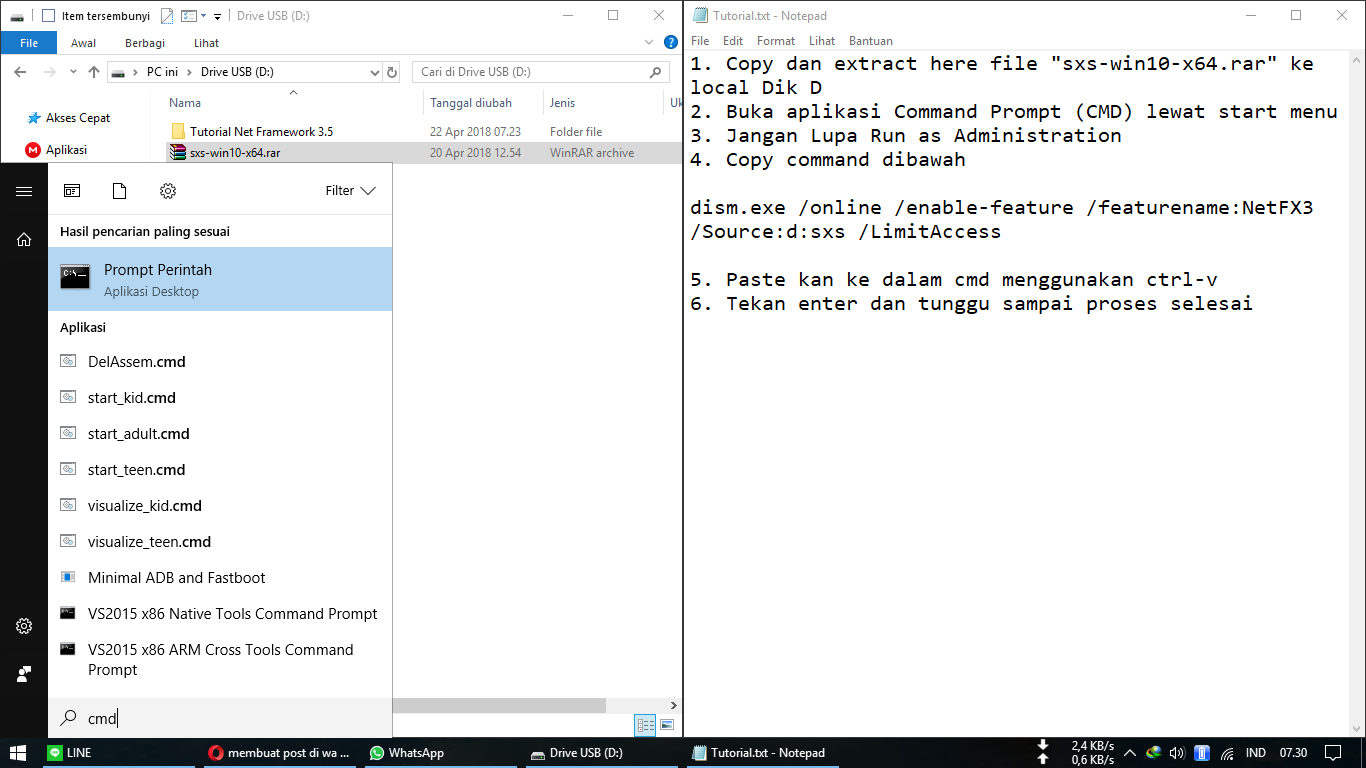 Item tersembunyi
Drive USB (D:)
File
Awal
Berbagi
Lihat
PC ini
Drive USB (D:)
Cari di Drive USB (D:)
Nama
Tanggal diubah
Jenis
Uk
Akses Cepat
Aplikasi
Tutorial Net Framework 3.5
22 Apr 2018 07.23
Folder file
sxs-win10-x64.rar
20 Apr 2018 12.54
WinRAR archive
Filter
Hasil pencarian paling sesuai
Prompt Perintah
Aplikasi Desktop
Aplikasi
DelAssem.cmd
start_kid.cmd
start_adult.cmd
start_teen.cmd
visualize_kid.cmd
visualize_teen.cmd
Minimal ADB and Fastboot
VS2015 x86 Native Tools Command Prompt
VS2015 x86 ARM Cross Tools Command
Prompt
cmd
Tutorial.txt - Notepad
File Edit Format Lihat Bantuan
1. Copy dan extract here file "sxs-win10-x64.rar" ke
local Dik D
2. Buka aplikasi Command Prompt (CMD) lewat start menu
3. Jangan Lupa Run as Administration
4. Copy command dibawah
dism.exe /online /enable-feature /featurename:NetFX3
/Source:d:sxs /LimitAccess
5. Paste kan ke dalam cmd menggunakan ctrl-v
6. Tekan enter dan tunggu sampai proses selesai
LINE
membuat post di wa ...
WhatsApp
Drive USB (D:)
Tutorial.txt - Notepad
2,4 KB/s
0,6 KB/s
IND
07.30